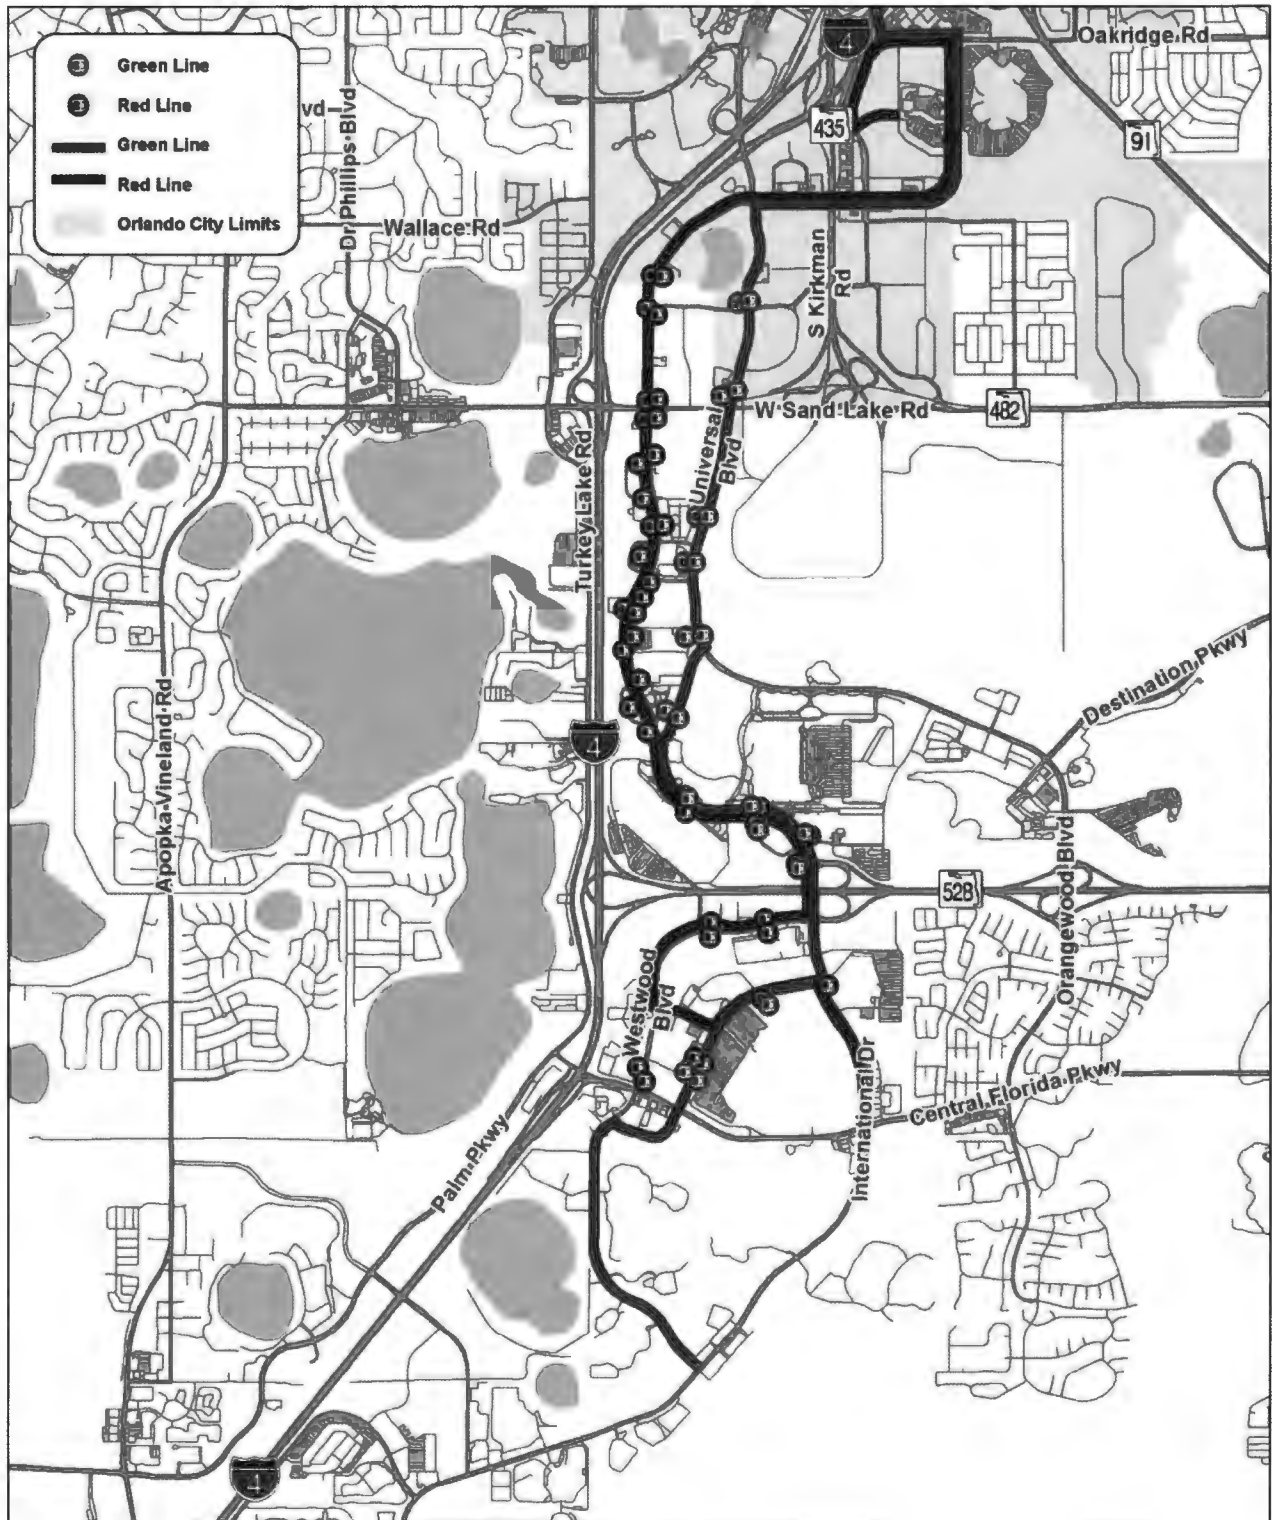 Green Line
Red Line
Green Line
Red Line
Orlando City Limits
vd
Dr Phillips Blvd
Wallace Rd
4
Oakridge Rd
435
91
S Kirkman
Rd
W Sand Lake Rd
482
Universal
Blvd
Turkey Lake Rd
Apopka-Vineland Rd
4
Destination Pkwy
528
Orangewood Blvd
Westwood
Blvd
International Dr
Central Florida Pkwy
Palm Pkwy
4